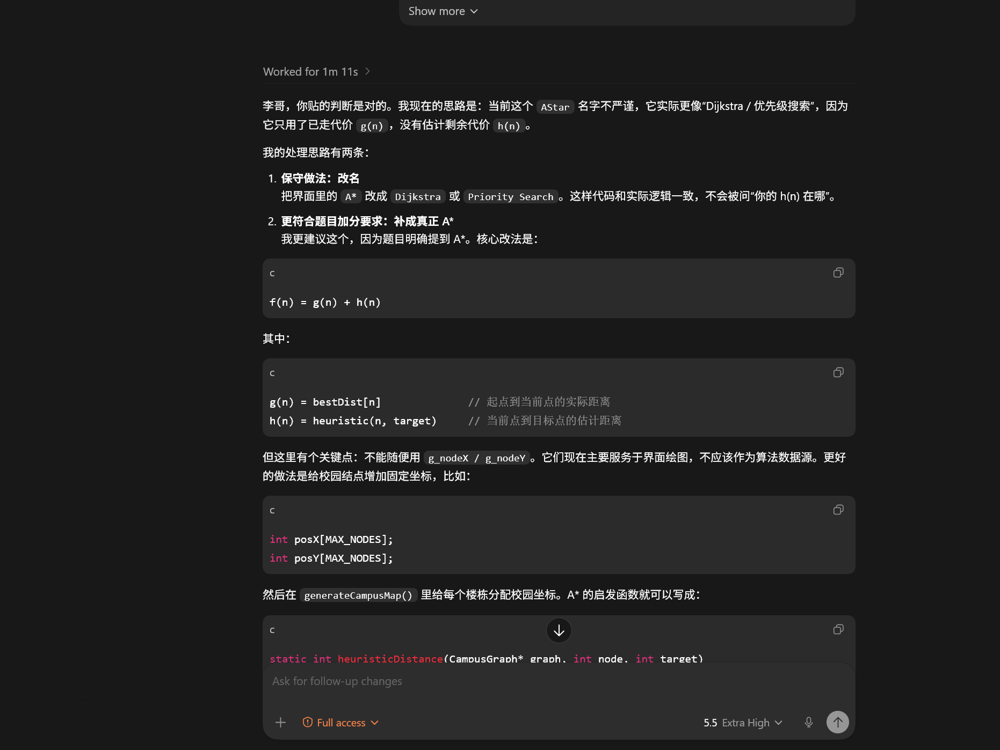 Show more
Worked for 1m 11s
李哥，你贴的判断是对的。我现在的思路是：当前这个 AStar 名字不严谨，它实际更像“Dijkstra / 优先级搜索”，因为
它只用了已走代价 g(n)，没有估计剩余代价 h(n)。
我的处理思路有两条：
1. 保守做法：改名
把界面里的 A* 改成 Dijkstra 或 Priority Search。这样代码和实际逻辑一致，不会被问“你的 h(n) 在哪”。
2. 更符合题目加分要求：补成真正 A*
我更建议这个，因为题目明确提到 A*。核心改法是：
c
f(n) = g(n) + h(n)
其中：
c
g(n) = bestDist[n] // 起点到当前点的实际距离
h(n) = heuristic(n, target) // 当前点到目标点的估计距离
但这里有个关键点：不能随便用 g_nodeX / g_nodeY。它们现在主要服务于界面绘图，不应该作为算法数据源。更好
的做法是给校园结点增加固定坐标，比如：
c
int posX[MAX_NODES];
int posY[MAX_NODES];
然后在 generateCampusMap() 里给每个楼栋分配校园坐标。A* 的启发函数就可以写成：
c
static int heuristicDistance(CampusGraph* graph, int node, int target)
Ask for follow-up changes
Full access
5.5 Extra High